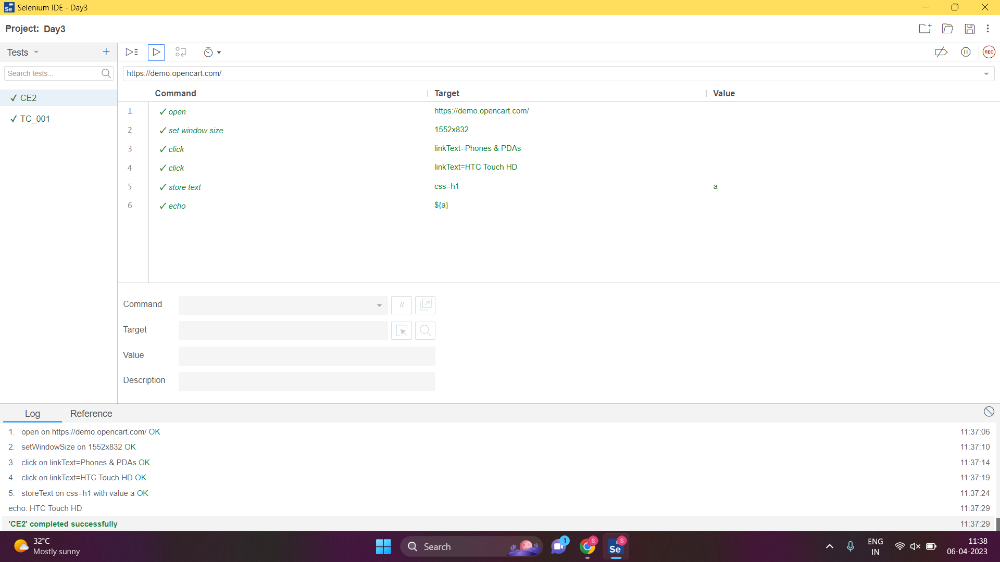 Se Selenium IDE - Day3
Project: Day3
Tests
Search tests...
✓ CE2
✓ TC_001
REC
https://demo.opencart.com/
Command Target Value
1 ✓ open https://demo.opencart.com/
2 ✓ set window size 1552x832
3 ✓ click linkText=Phones & PDAs
4 ✓ click linkText=HTC Touch HD
5 ✓ store text css=h1 a
6 ✓ echo ${a}
Command //
Target
Value
Description
Log Reference
1. open on https://demo.opencart.com/ OK 11:37:06
2. setWindowSize on 1552x832 OK 11:37:10
3. click on linkText=Phones & PDAs OK 11:37:14
4. click on linkText=HTC Touch HD OK 11:37:19
5. storeText on css=h1 with value a OK 11:37:24
echo: HTC Touch HD 11:37:29
'CE2' completed successfully 11:37:29
32°C
Mostly sunny
Search
1
S
Se
S
ENG
IN
11:38
06-04-2023